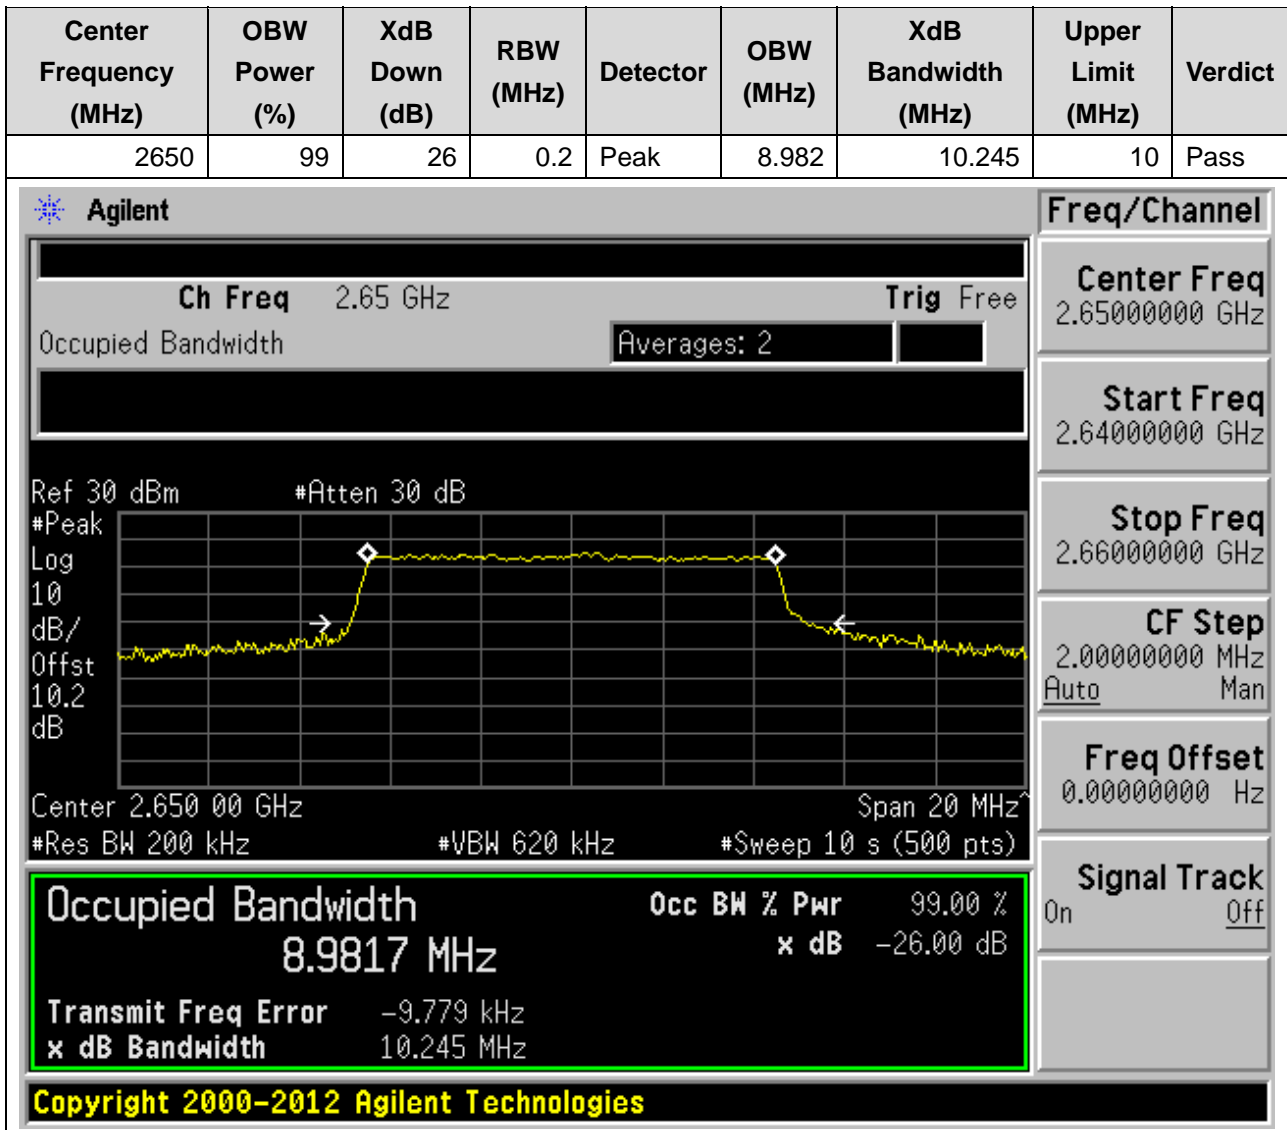 Center Frequency (MHz) OBW Power (%) XdB Down (dB) RBW (MHz) Detector OBW (MHz) XdB Bandwidth (MHz) Upper Limit (MHz) Verdict
2650 99 26 0.2 Peak 8.982 10.245 10 Pass
Agilent
Freq/Channel
Ch Freq 2.65 GHz Trig Free
Occupied Bandwidth Averages: 2
Center Freq
2.65000000 GHz
Start Freq
2.64000000 GHz
Stop Freq
2.66000000 GHz
CF Step
2.00000000 MHz
Auto Man
Freq Offset
0.00000000 Hz
Signal Track
On Off
Ref 30 dBm #Atten 30 dB
#Peak
Log
10
dB/
Offst
10.2
dB
Center 2.650 00 GHz Span 20 MHz^
#Res BW 200 kHz #VBW 620 kHz #Sweep 10 s (500 pts)
Occupied Bandwidth
8.9817 MHz
Occ BW % Pwr 99.00 %
x dB -26.00 dB
Transmit Freq Error -9.779 kHz
x dB Bandwidth 10.245 MHz
Copyright 2000-2012 Agilent Technologies